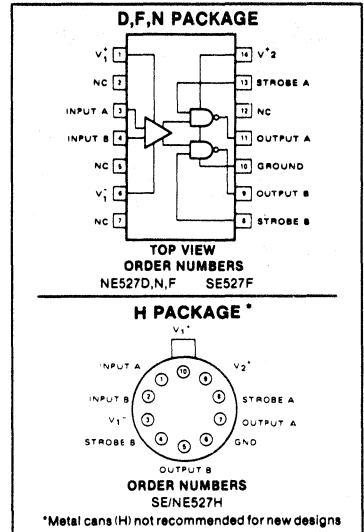 D,F,N PACKAGE
V₁⁺ 1 14 V⁺2
NC 2 13 STROBE A
INPUT A 3 12 NC
INPUT B 4 11 OUTPUT A
NC 5 10 GROUND
V₁⁻ 6 9 OUTPUT B
NC 7 8 STROBE B
TOP VIEW
ORDER NUMBERS
NE527D,N,F SE527F
H PACKAGE*
V₁⁺
INPUT A 1 10 9 V₂⁺
INPUT B 2 8 STROBE A
V₁⁻ 3 7 OUTPUT A
STROBE B 4 5 6 GND
OUTPUT B
ORDER NUMBERS
SE/NE527H
*Metal cans (H) not recommended for new designs